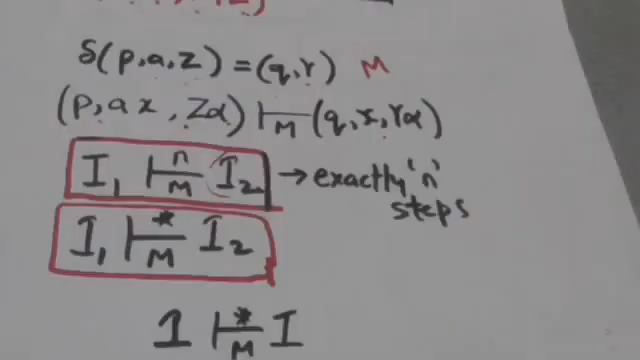 δ(p,a,z) = (q,γ) M
(p, ax, Zα) ⊢M (q, x, γα)
I₁ ⊢ⁿM I₂ → exactly 'n'
steps
I₁ ⊢*M I₂
I ⊢*M I